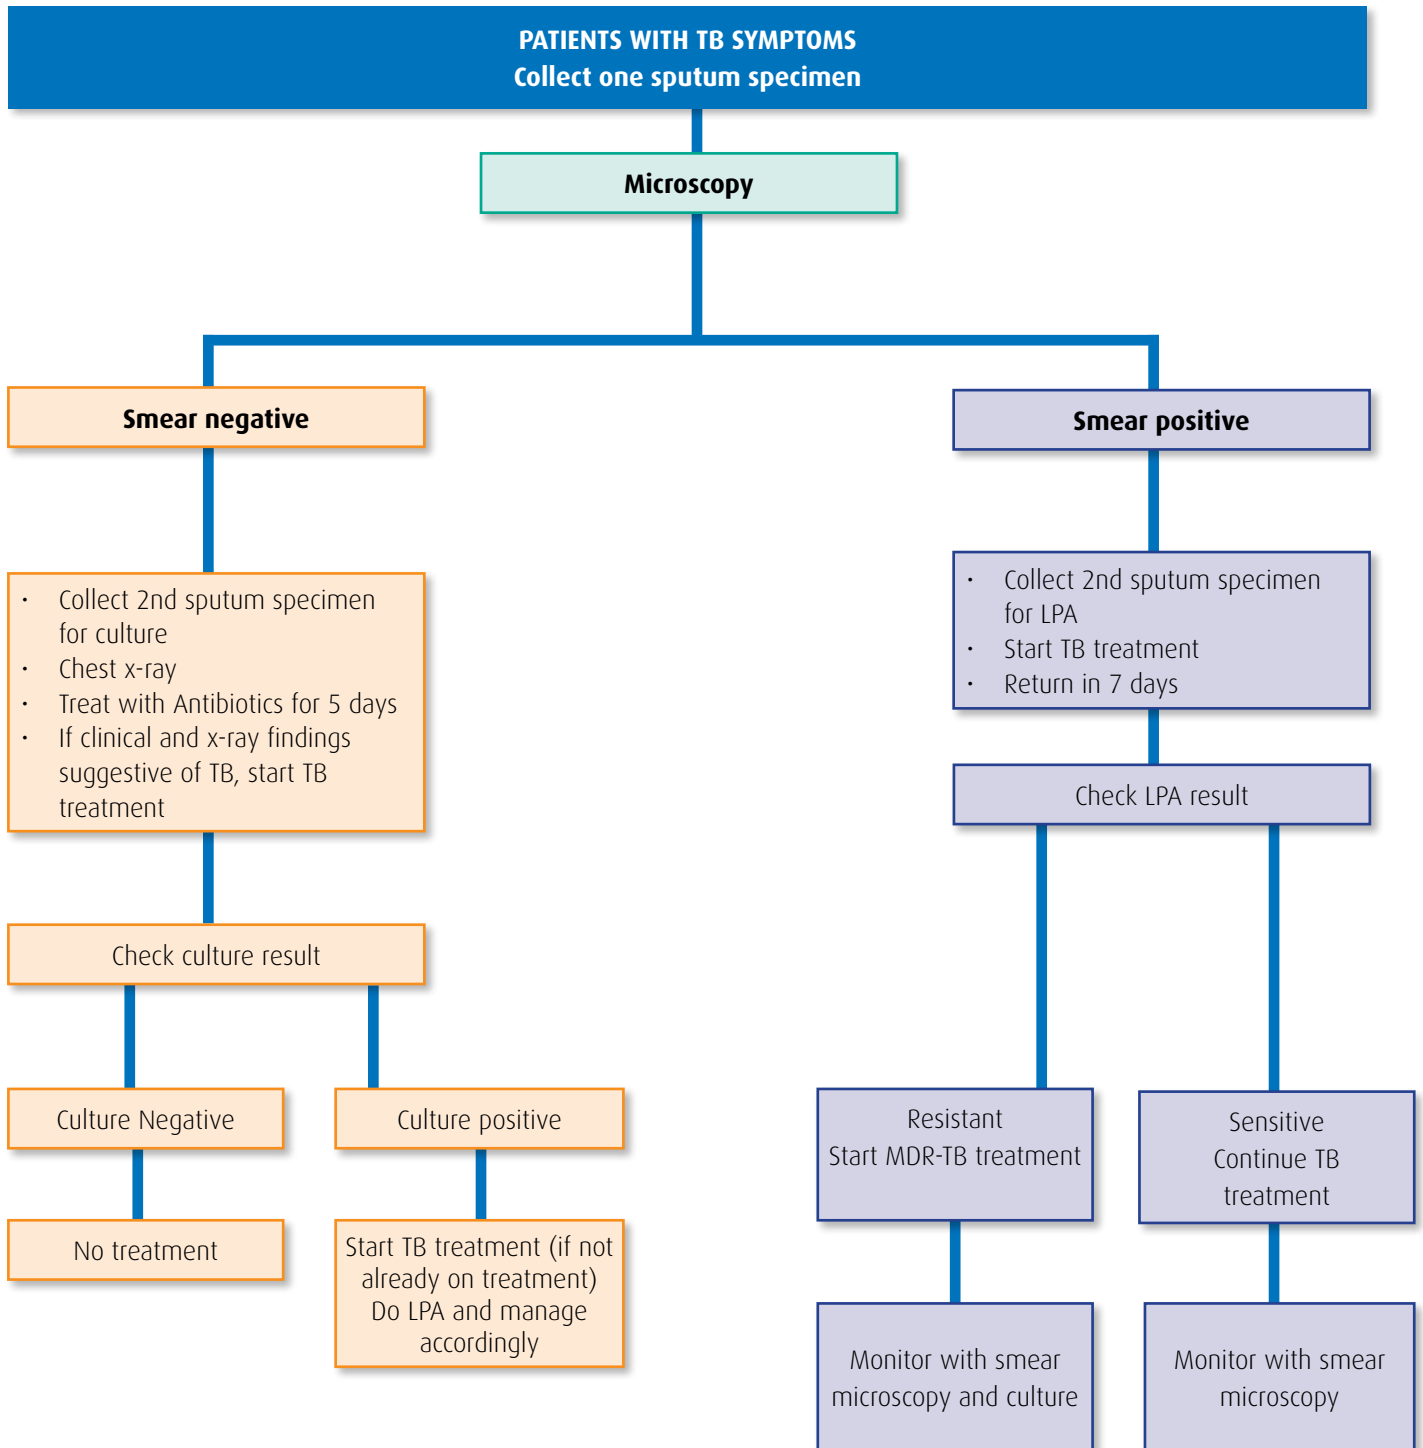 PATIENTS WITH TB SYMPTOMS
Collect one sputum specimen
Microscopy
Smear negative
Smear positive
· Collect 2nd sputum specimen
for culture
· Chest x-ray
· Treat with Antibiotics for 5 days
· If clinical and x-ray findings
suggestive of TB, start TB
treatment
· Collect 2nd sputum specimen
for LPA
· Start TB treatment
· Return in 7 days
Check LPA result
Check culture result
Culture Negative
Culture positive
Resistant
Start MDR-TB treatment
Sensitive
Continue TB
treatment
No treatment
Start TB treatment (if not
already on treatment)
Do LPA and manage
accordingly
Monitor with smear
microscopy and culture
Monitor with smear
microscopy